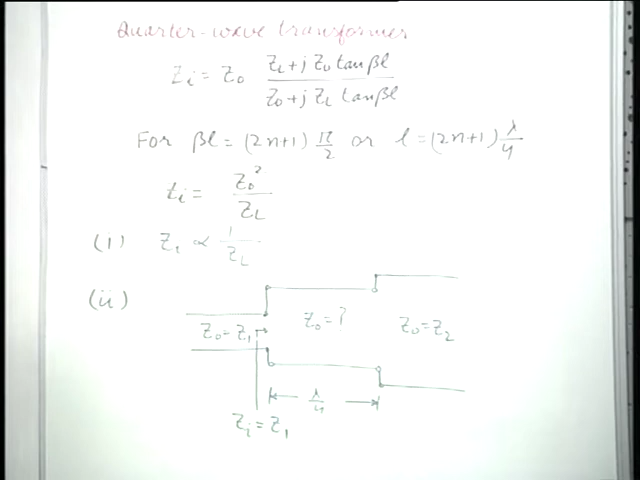 Quarter-wave transformer
Zi = Z0 (ZL + j Z0 tan βl) / (Z0 + j ZL tan βl)
For βl = (2n+1) π/2 or l = (2n+1) λ/4
Zi = Z0² / ZL
(i) Zi ∝ 1/ZL
(ii)
Z0 = Z1 Z0 = ? Z0 = Z2
λ/4
Zi = Z1